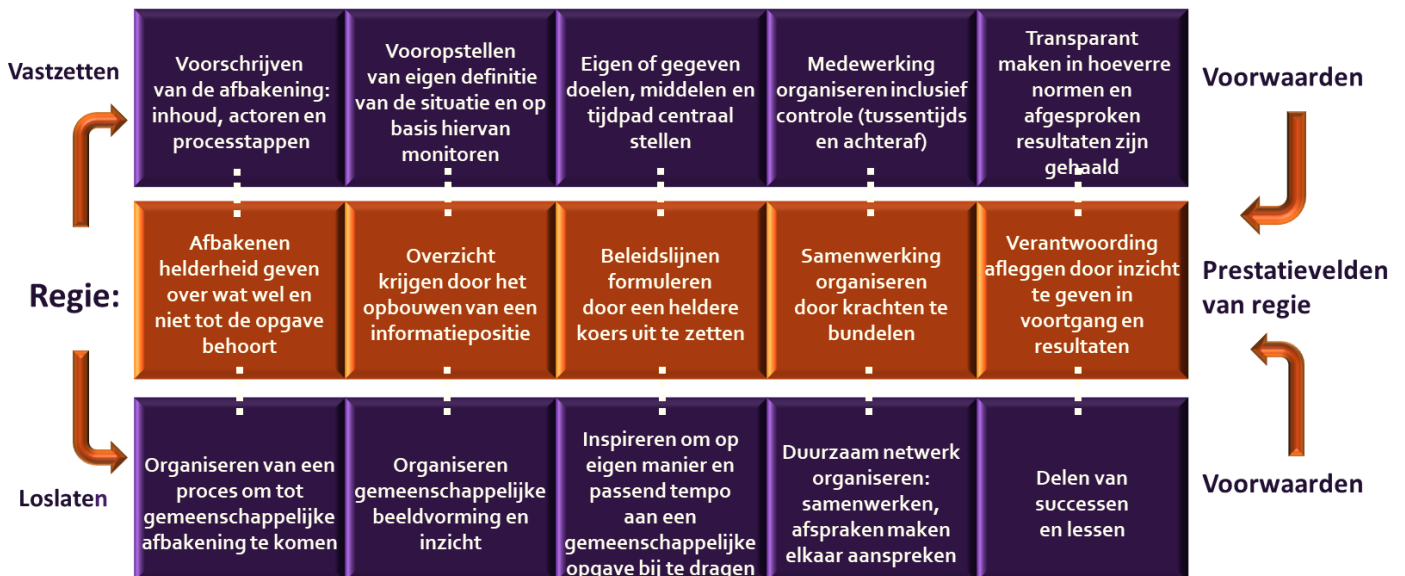 Vastzetten
Voorschrijven
van de afbakening:
inhoud, actoren en
processtappen
Vooropstellen
van eigen definitie
van de situatie en op
basis hiervan
monitoren
Eigen of gegeven
doelen, middelen en
tijdpad centraal
stellen
Medewerking
organiseren inclusief
controle (tussentijds
en achteraf)
Transparant
maken in hoeverre
normen en
afgesproken
resultaten zijn
gehaald
Voorwaarden
Regie:
Afbakenen
helderheid geven
over wat wel en
niet tot de opgave
behoort
Overzicht
krijgen door het
opbouwen van een
informatiepositie
Beleidslijnen
formuleren
door een heldere
koers uit te zetten
Samenwerking
organiseren
door krachten te
bundelen
Verantwoording
afleggen door inzicht
te geven in
voortgang en
resultaten
Prestatievelden
van regie
Loslaten
Organiseren van een
proces om tot
gemeenschappelijke
afbakening te komen
Organiseren
gemeenschappelijke
beeldvorming en
inzicht
Inspireren om op
eigen manier en
passend tempo
aan een
gemeenschappelijke
opgave bij te dragen
Duurzaam netwerk
organiseren:
samenwerken,
afspraken maken
elkaar aanspreken
Delen van
successen
en lessen
Voorwaarden